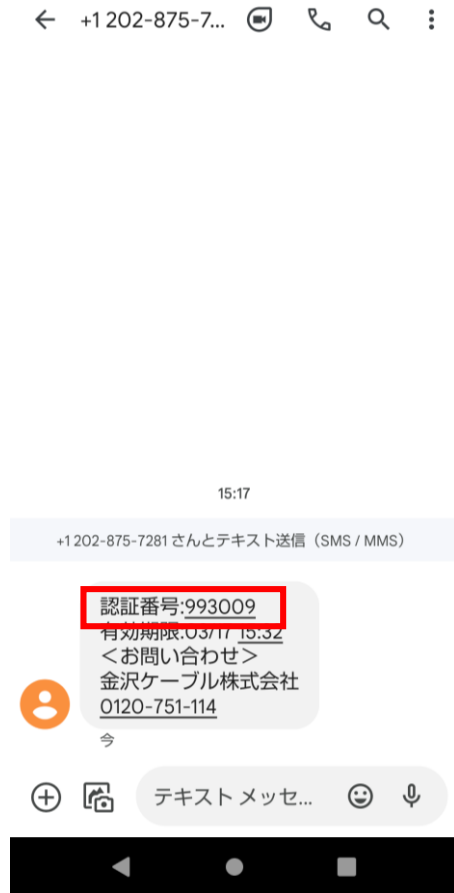 +1 202-875-7...
15:17
+1 202-875-7281 さんとテキスト送信（SMS / MMS）
認証番号:993009
有効期限:03/17 15:32
＜お問い合わせ＞
金沢ケーブル株式会社
0120-751-114
今
テキスト メッセ...